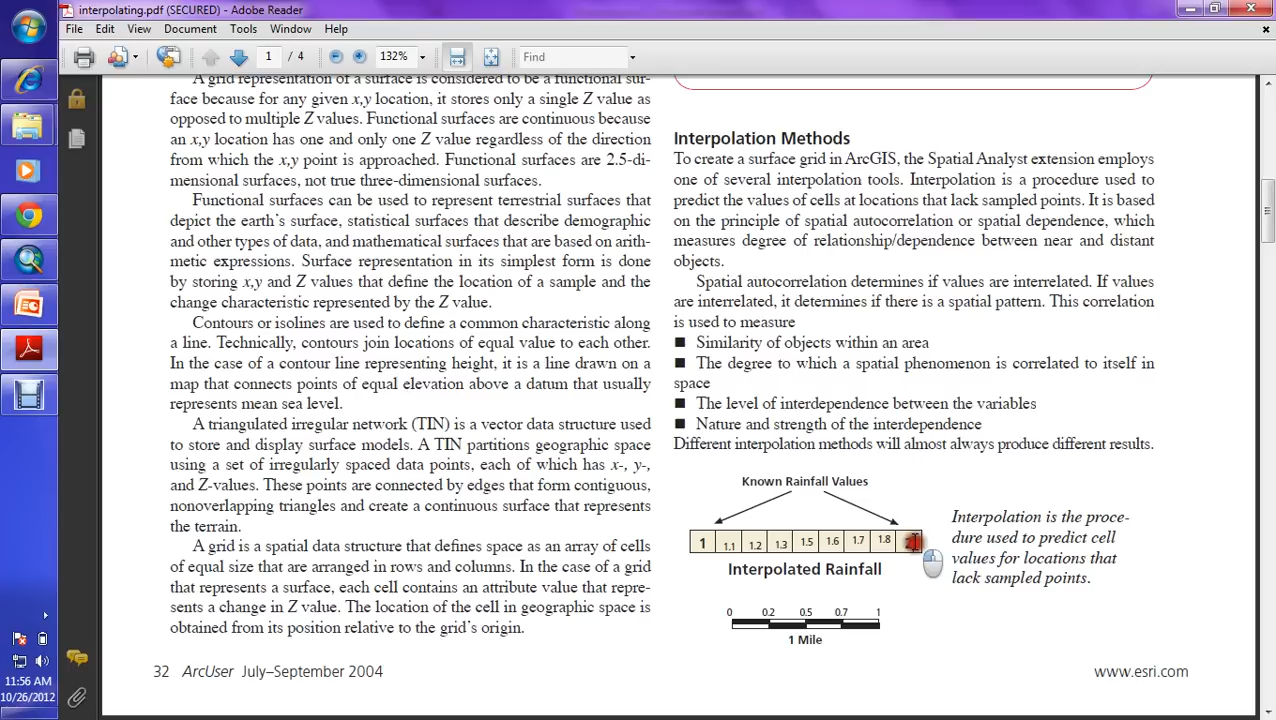 interpolating.pdf (SECURED) - Adobe Reader
File Edit View Document Tools Window Help
1 / 4 132% Find
A grid representation of a surface is considered to be a functional sur-
face because for any given x,y location, it stores only a single Z value as
opposed to multiple Z values. Functional surfaces are continuous because
an x,y location has one and only one Z value regardless of the direction
from which the x,y point is approached. Functional surfaces are 2.5-di-
mensional surfaces, not true three-dimensional surfaces.
Functional surfaces can be used to represent terrestrial surfaces that
depict the earth's surface, statistical surfaces that describe demographic
and other types of data, and mathematical surfaces that are based on arith-
metic expressions. Surface representation in its simplest form is done
by storing x,y and Z values that define the location of a sample and the
change characteristic represented by the Z value.
Contours or isolines are used to define a common characteristic along
a line. Technically, contours join locations of equal value to each other.
In the case of a contour line representing height, it is a line drawn on a
map that connects points of equal elevation above a datum that usually
represents mean sea level.
A triangulated irregular network (TIN) is a vector data structure used
to store and display surface models. A TIN partitions geographic space
using a set of irregularly spaced data points, each of which has x-, y-,
and Z-values. These points are connected by edges that form contiguous,
nonoverlapping triangles and create a continuous surface that represents
the terrain.
A grid is a spatial data structure that defines space as an array of cells
of equal size that are arranged in rows and columns. In the case of a grid
that represents a surface, each cell contains an attribute value that repre-
sents a change in Z value. The location of the cell in geographic space is
obtained from its position relative to the grid's origin.
Interpolation Methods
To create a surface grid in ArcGIS, the Spatial Analyst extension employs
one of several interpolation tools. Interpolation is a procedure used to
predict the values of cells at locations that lack sampled points. It is based
on the principle of spatial autocorrelation or spatial dependence, which
measures degree of relationship/dependence between near and distant
objects.
Spatial autocorrelation determines if values are interrelated. If values
are interrelated, it determines if there is a spatial pattern. This correlation
is used to measure
■ Similarity of objects within an area
■ The degree to which a spatial phenomenon is correlated to itself in
space
■ The level of interdependence between the variables
■ Nature and strength of the interdependence
Different interpolation methods will almost always produce different results.
Known Rainfall Values
1 1.1 1.2 1.3 1.5 1.6 1.7 1.8
Interpolated Rainfall
0 0.2 0.5 0.7 1
1 Mile
Interpolation is the proce-
dure used to predict cell
values for locations that
lack sampled points.
32 ArcUser July–September 2004
www.esri.com
11:56 AM
10/26/2012